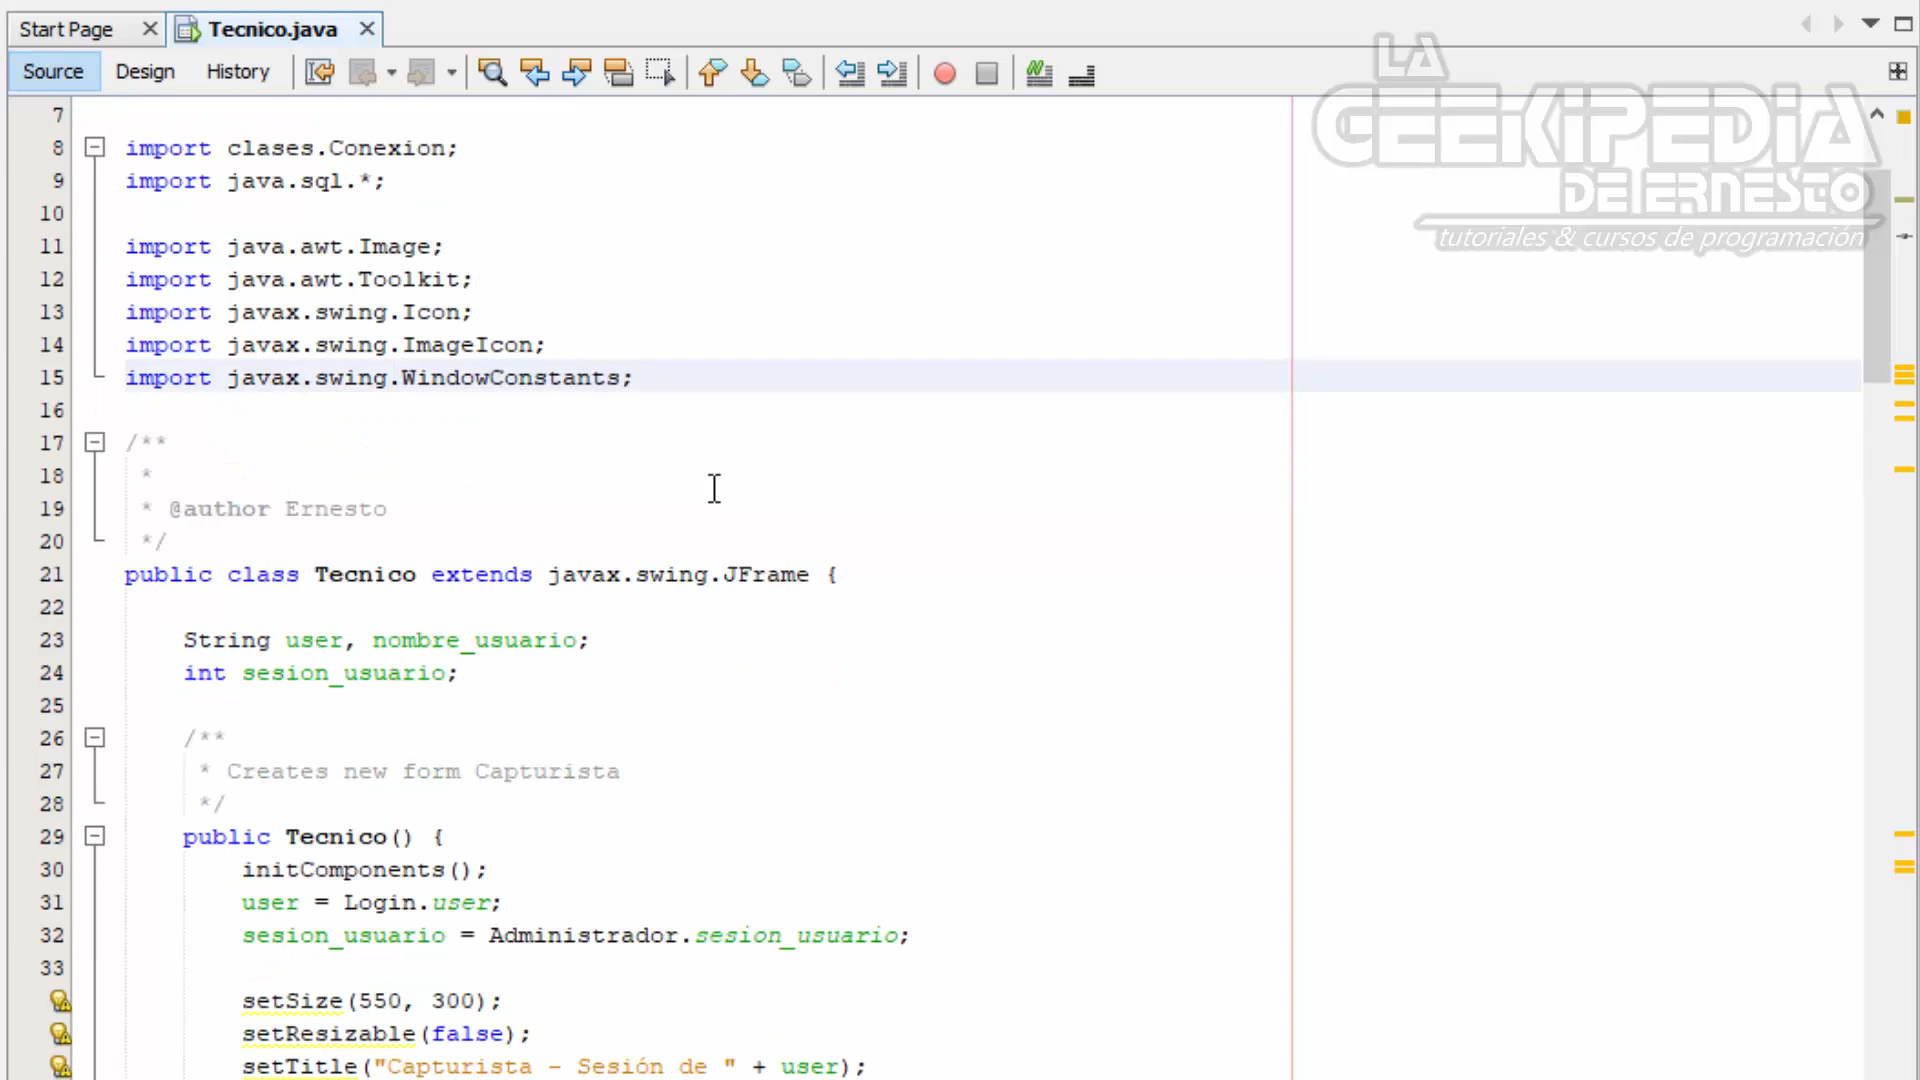 Start Page
Tecnico.java
Source Design History
LA
GEEKIPEDIA
DE ERNESTO
tutoriales & cursos de programación
7
8 import clases.Conexion;
9 import java.sql.*;
10
11 import java.awt.Image;
12 import java.awt.Toolkit;
13 import javax.swing.Icon;
14 import javax.swing.ImageIcon;
15 import javax.swing.WindowConstants;
16
17 /**
18 *
19 * @author Ernesto
20 */
21 public class Tecnico extends javax.swing.JFrame {
22
23 String user, nombre_usuario;
24 int sesion_usuario;
25
26 /**
27 * Creates new form Capturista
28 */
29 public Tecnico() {
30 initComponents();
31 user = Login.user;
32 sesion_usuario = Administrador.sesion_usuario;
33
setSize(550, 300);
setResizable(false);
setTitle("Capturista - Sesión de " + user);